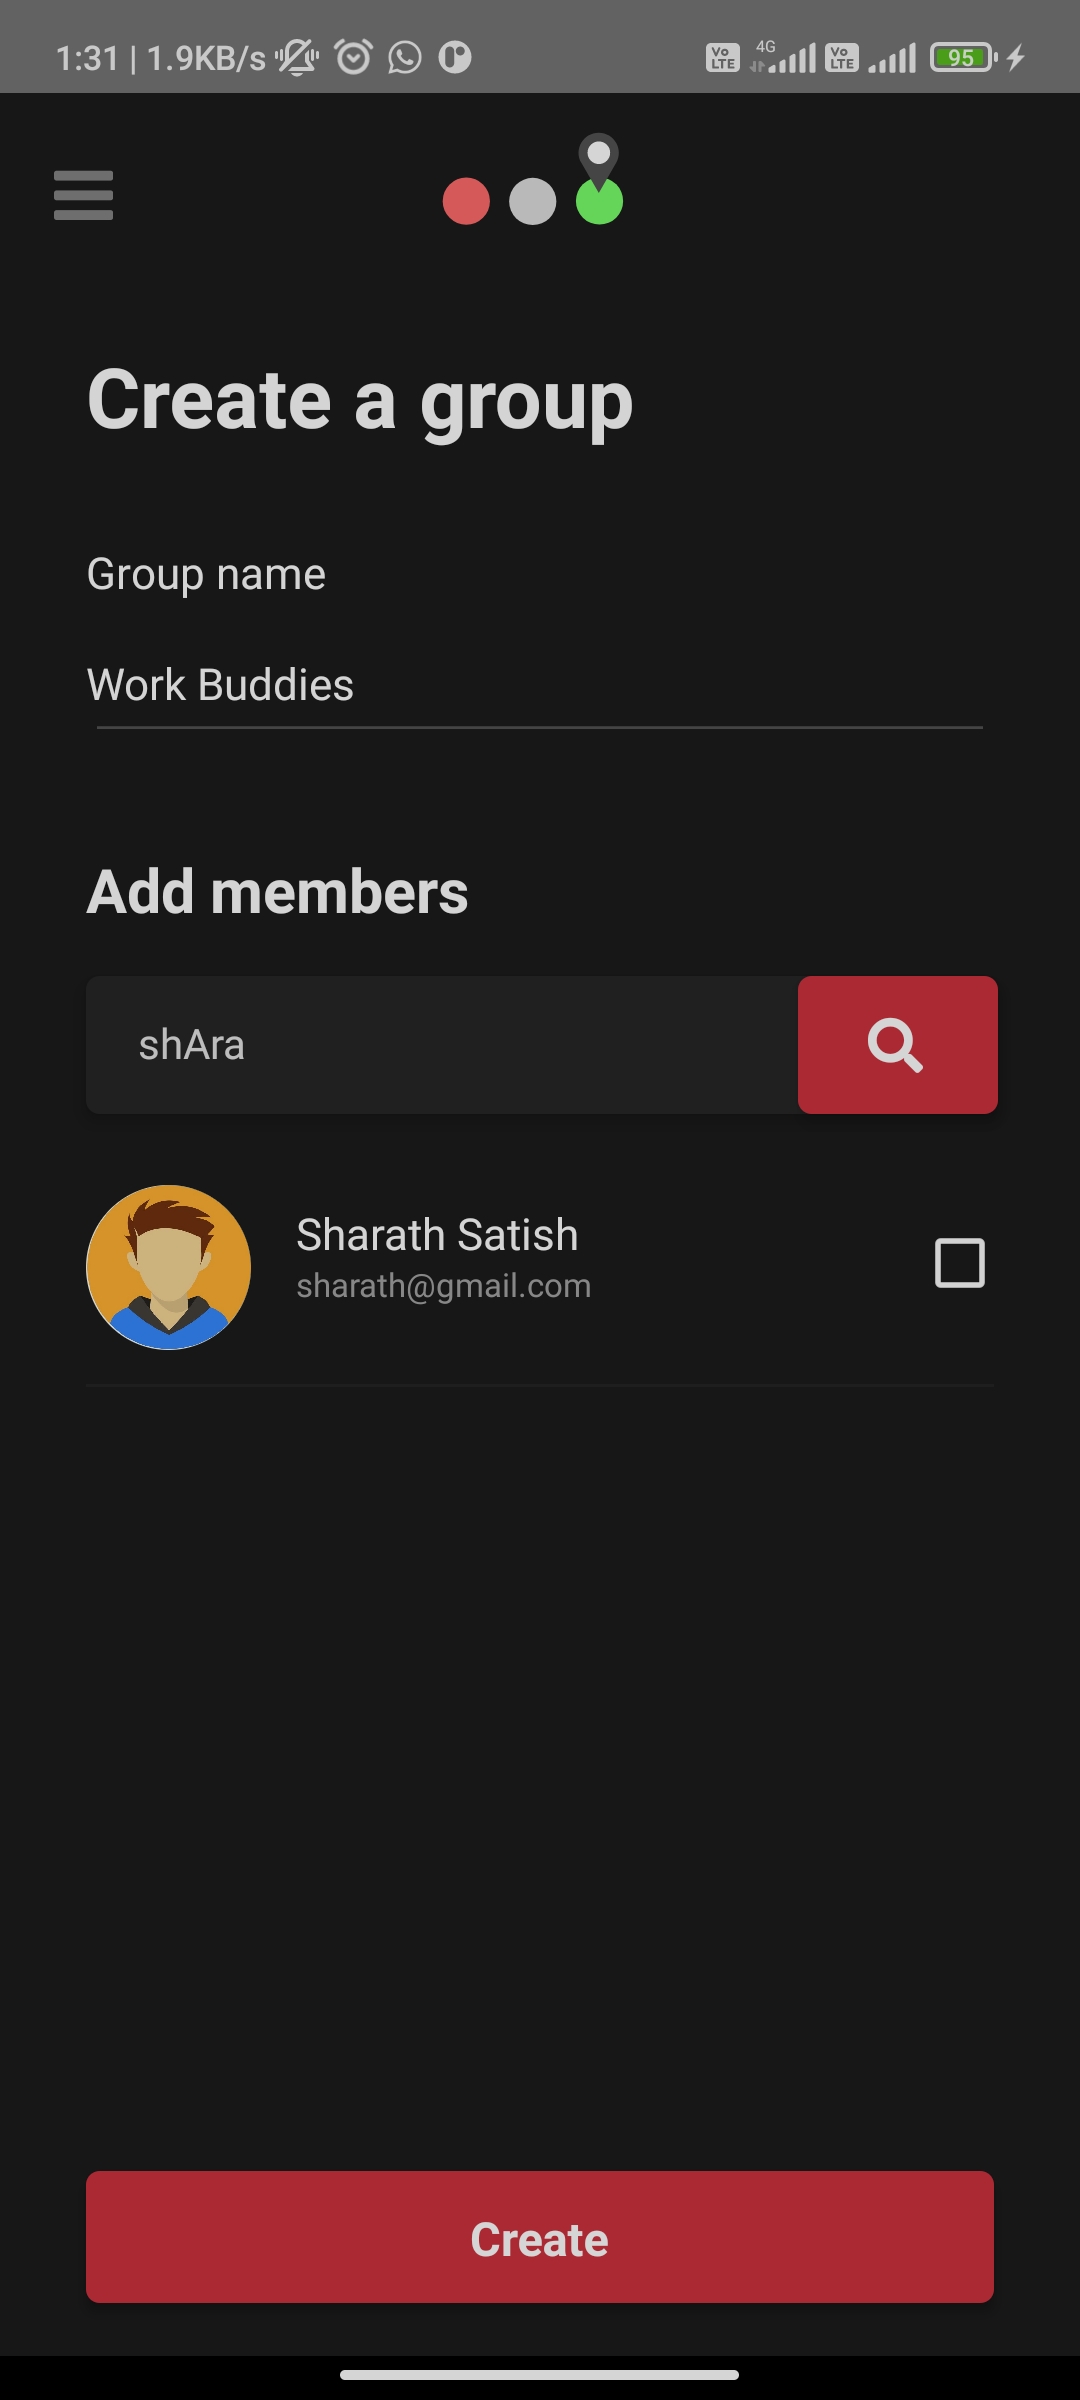 1:31 | 1.9KB/s
Vo LTE 4G Vo LTE 95
Create a group
Group name
Work Buddies
Add members
shAra
Sharath Satish
sharath@gmail.com
Create